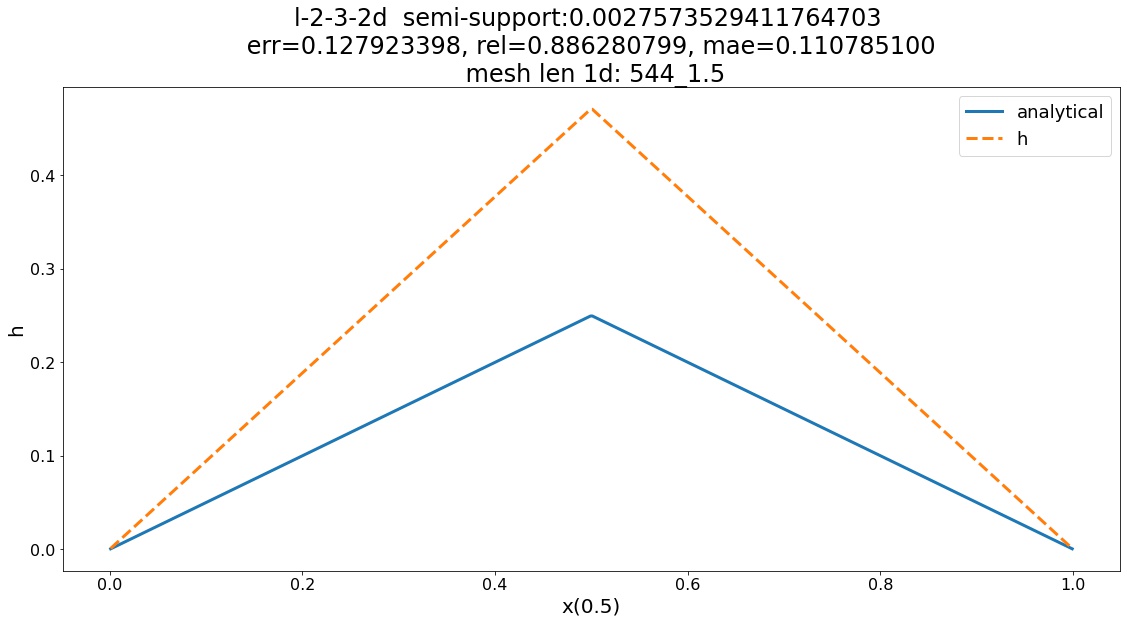 l-2-3-2d  semi-support:0.0027573529411764703
err=0.127923398, rel=0.886280799, mae=0.110785100
mesh len 1d: 544_1.5
analytical
h
0.4
0.3
0.2
0.1
0.0
h
0.0 0.2 0.4 0.6 0.8 1.0
x(0.5)